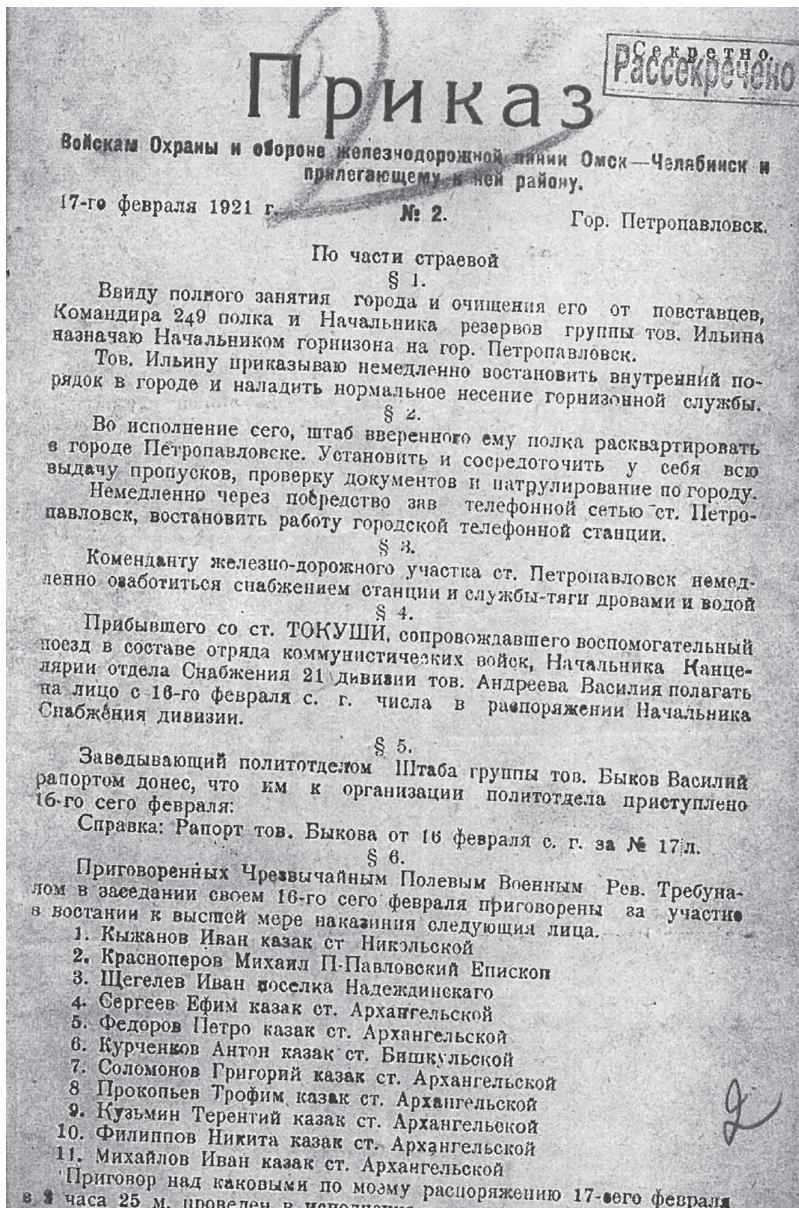 Секретно.
Рассекречено
Приказ
Войскам Охраны и обороне железнодорожной линии Омск—Челябинск и
прилегающему к ней району.
17-го февраля 1921 г. № 2. Гор. Петропавловск.
По части страевой
§ 1.
Ввиду полного занятия города и очищения его от повставцев,
Командира 249 полка и Начальника резервов группы тов. Ильина
назначаю Начальником горнизона на гор. Петропавловск.
Тов. Ильину приказываю немедленно востановить внутренний по-
рядок в городе и наладить нормальное несение горнизонной службы.
§ 2.
Во исполнение сего, штаб вверенного ему полка расквартировать
в городе Петропавловске. Установить и сосредоточить у себя всю
выдачу пропусков, проверку документов и патрулирование по городу.
Немедленно через посредство зав телефонной сетью ст. Петро-
павловск, востановить работу городской телефонной станции.
§ 3.
Коменданту железно-дорожного участка ст. Петропавловск немед-
ленно озаботиться снабжением станции и службы-тяги дровами и водой
§ 4.
Прибывшего со ст. ТОКУШИ, сопровождавшего воспомогательный
поезд в составе отряда коммунистических войск, Начальника Канце-
лярии отдела Снабжения 21 дивизии тов. Андреева Василия полагать
на лицо с 16-го февраля с. г. числа в распоряжении Начальника
Снабжения дивизии.
§ 5.
Заведывающий политотделом Штаба группы тов. Быков Василий
рапортом донес, что им к организации политотдела приступлено
16-го сего февраля:
Справка: Рапорт тов. Быкова от 16 февраля с. г. за № 17л.
§ 6.
Приговоренных Чрезвычайным Полевым Военным Рев. Требуна-
лом в заседании своем 16-го сего февраля приговорены за участие
в востании к высшей мере наказиния следующия лица.
1. Кыжанов Иван казак ст Никольской
2. Красноперов Михаил П-Павловский Епископ
3. Щегелев Иван поселка Надеждинскаго
4. Сергеев Ефим казак ст. Архангельской
5. Федоров Петро казак ст. Архангельской
6. Курченков Антон казак ст. Бишкульской
7. Соломонов Григорий казак ст. Архангельской
8 Прокопьев Трофим казак ст. Архангельской
9. Кузьмин Терентий казак ст. Архангельской
10. Филиппов Никита казак ст. Архангельской
11. Михайлов Иван казак ст. Архангельской
Приговор над каковыми по моэму распоряжению 17-сего февраля
в часа 25 м. проведен в
2